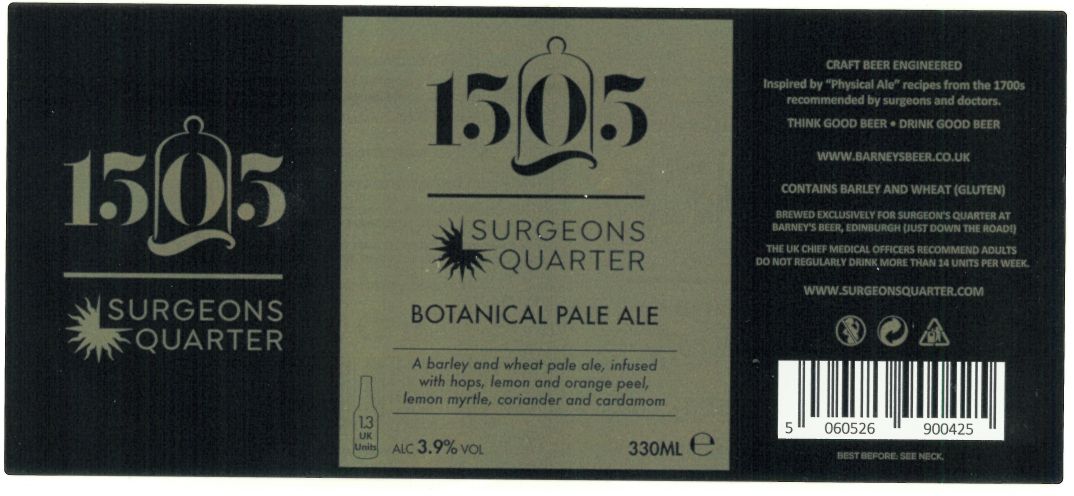 1505
SURGEONS
QUARTER
1505
SURGEONS
QUARTER
BOTANICAL PALE ALE
A barley and wheat pale ale, infused
with hops, lemon and orange peel,
lemon myrtle, coriander and cardamom
1.3
UK
Units
ALC 3.9% VOL
330ML e
CRAFT BEER ENGINEERED
Inspired by "Physical Ale" recipes from the 1700s
recommended by surgeons and doctors.
THINK GOOD BEER • DRINK GOOD BEER
WWW.BARNEYSBEER.CO.UK
CONTAINS BARLEY AND WHEAT (GLUTEN)
BREWED EXCLUSIVELY FOR SURGEON'S QUARTER AT
BARNEY'S BEER, EDINBURGH (JUST DOWN THE ROAD!)
THE UK CHIEF MEDICAL OFFICERS RECOMMEND ADULTS
DO NOT REGULARLY DRINK MORE THAN 14 UNITS PER WEEK.
WWW.SURGEONSQUARTER.COM
5 060526 900425
BEST BEFORE: SEE NECK.